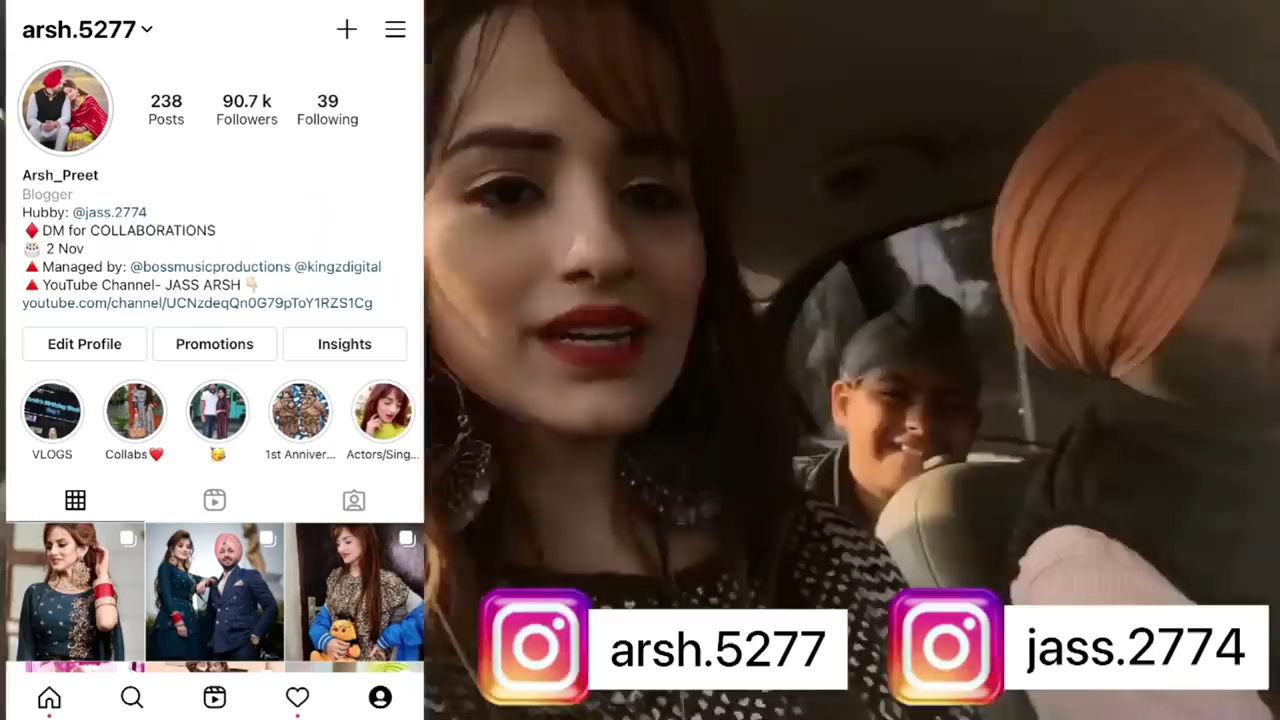 arsh.5277
238
Posts
90.7 k
Followers
39
Following
Arsh_Preet
Blogger
Hubby: @jass.2774
DM for COLLABORATIONS
2 Nov
Managed by: @bossmusicproductions @kingzdigital
YouTube Channel- JASS ARSH
youtube.com/channel/UCNzdeqQn0G79pToY1RZS1Cg
Edit Profile
Promotions
Insights
VLOGS
Collabs
1st Anniver...
Actors/Sing...
arsh.5277
jass.2774